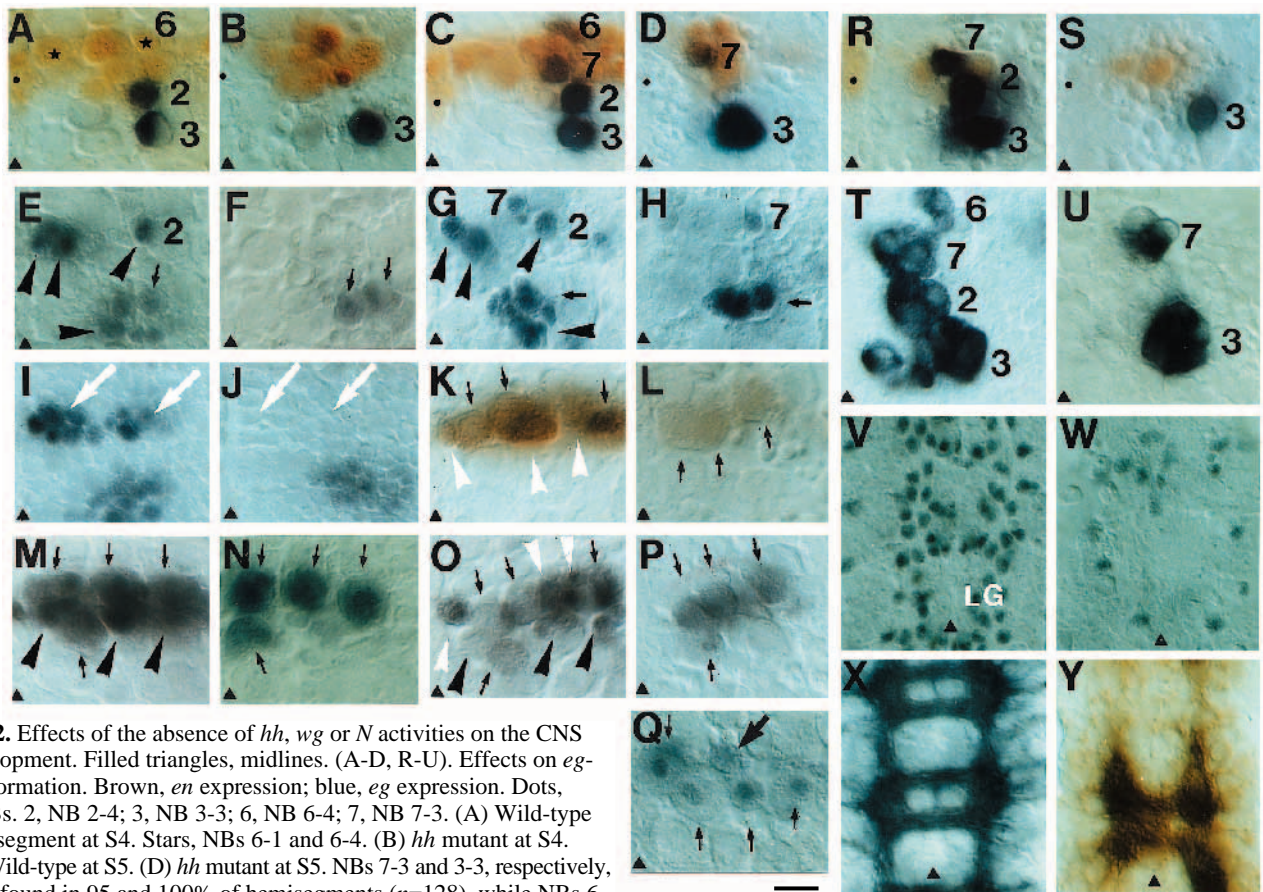 A 6 2 3
B 3
C 6 7 2 3
D 7 3
R 7 2 3
S 3
E 2
F
G 7 2
H 7
T 6 7 2 3
U 7 3
I
J
K
L
M
N
O
P
V LG
W
Q
X
Y
2. Effects of the absence of hh, wg or N activities on the CNS
opment. Filled triangles, midlines. (A-D, R-U). Effects on eg-
ormation. Brown, en expression; blue, eg expression. Dots,
s. 2, NB 2-4; 3, NB 3-3; 6, NB 6-4; 7, NB 7-3. (A) Wild-type
segment at S4. Stars, NBs 6-1 and 6-4. (B) hh mutant at S4.
Wild-type at S5. (D) hh mutant at S5. NBs 7-3 and 3-3, respectively,
found in 95 and 100% of hemisegments (n=128), while NBs 6-